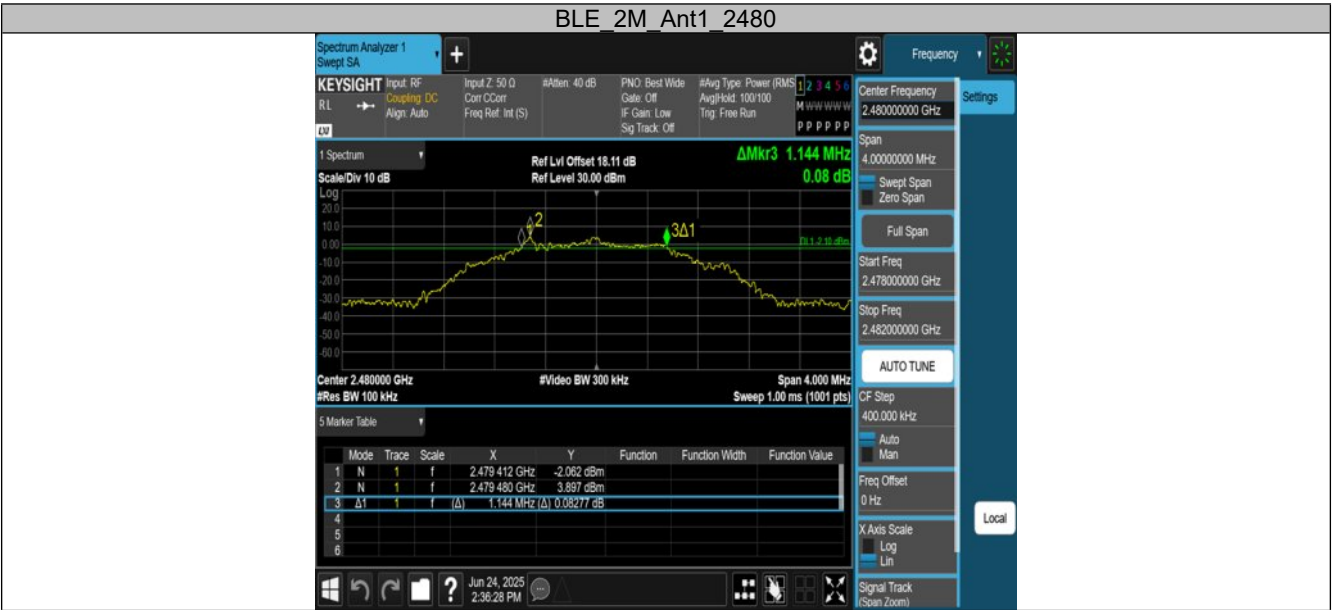 BLE_2M_Ant1_2480
Spectrum Analyzer 1
Swept SA
+
Frequency
KEYSIGHT
RL
LXI
Input: RF
Coupling: DC
Align: Auto
Input Z: 50 Ω
Corr CCorr
Freq Ref: Int (S)
#Atten: 40 dB
PNO: Best Wide
Gate: Off
IF Gain: Low
Sig Track: Off
#Avg Type: Power (RMS
Avg|Hold: 100/100
Trig: Free Run
1 2 3 4 5 6
M W W W W W
P P P P P P
1 Spectrum
Scale/Div 10 dB
Log
Ref Lvl Offset 18.11 dB
Ref Level 30.00 dBm
ΔMkr3 1.144 MHz
0.08 dB
20.0
10.0
0.00
-10.0
-20.0
-30.0
-40.0
-50.0
-60.0
2
3Δ1
DL1 -2.10 dBm
Center 2.480000 GHz
#Video BW 300 kHz
Span 4.000 MHz
#Res BW 100 kHz
Sweep 1.00 ms (1001 pts)
5 Marker Table
Mode Trace Scale X Y Function Function Width Function Value
1 N 1 f 2.479 412 GHz -2.062 dBm
2 N 1 f 2.479 480 GHz 3.897 dBm
3 Δ1 1 f (Δ) 1.144 MHz (Δ) 0.08277 dB
4
5
6
?
Jun 24, 2025
2:36:28 PM
Center Frequency
2.480000000 GHz
Settings
Span
4.00000000 MHz
Swept Span
Zero Span
Full Span
Start Freq
2.478000000 GHz
Stop Freq
2.482000000 GHz
AUTO TUNE
CF Step
400.000 kHz
Auto
Man
Freq Offset
0 Hz
X Axis Scale
Log
Lin
Local
Signal Track
(Span Zoom)